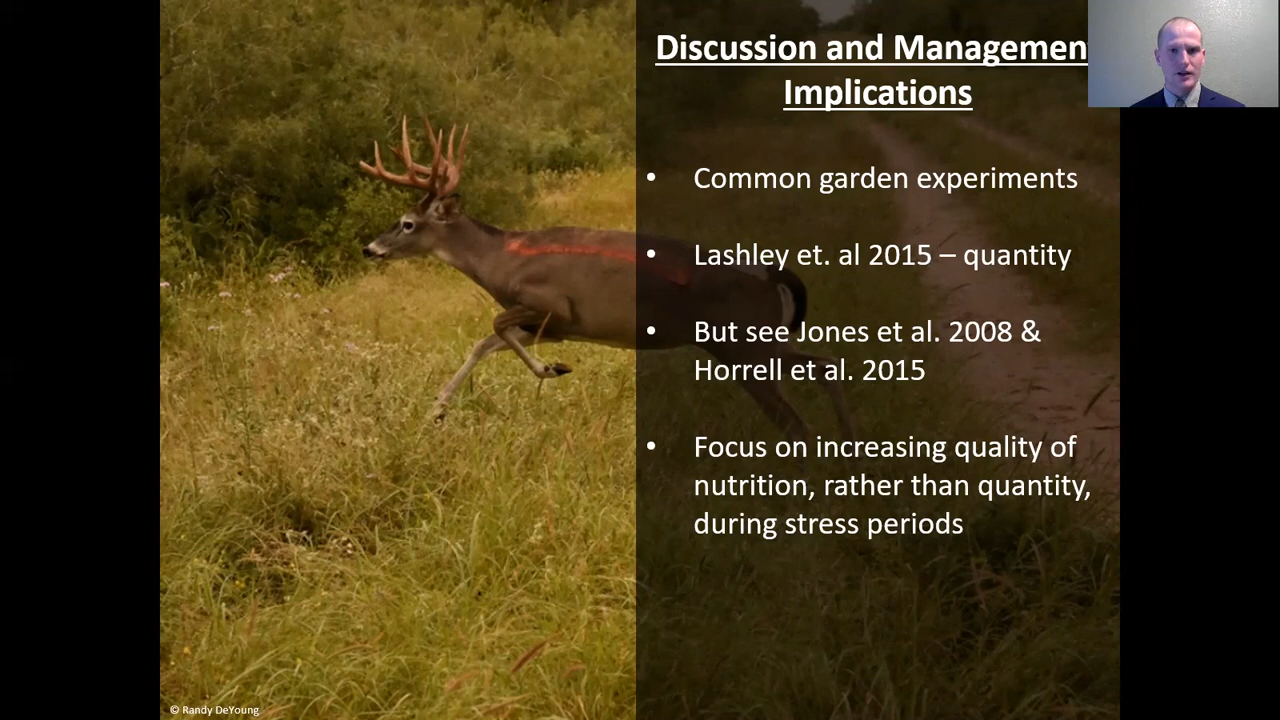 Discussion and Managemen
Implications
• Common garden experiments
• Lashley et. al 2015 – quantity
• But see Jones et al. 2008 &
Horrell et al. 2015
• Focus on increasing quality of
nutrition, rather than quantity,
during stress periods
© Randy DeYoung